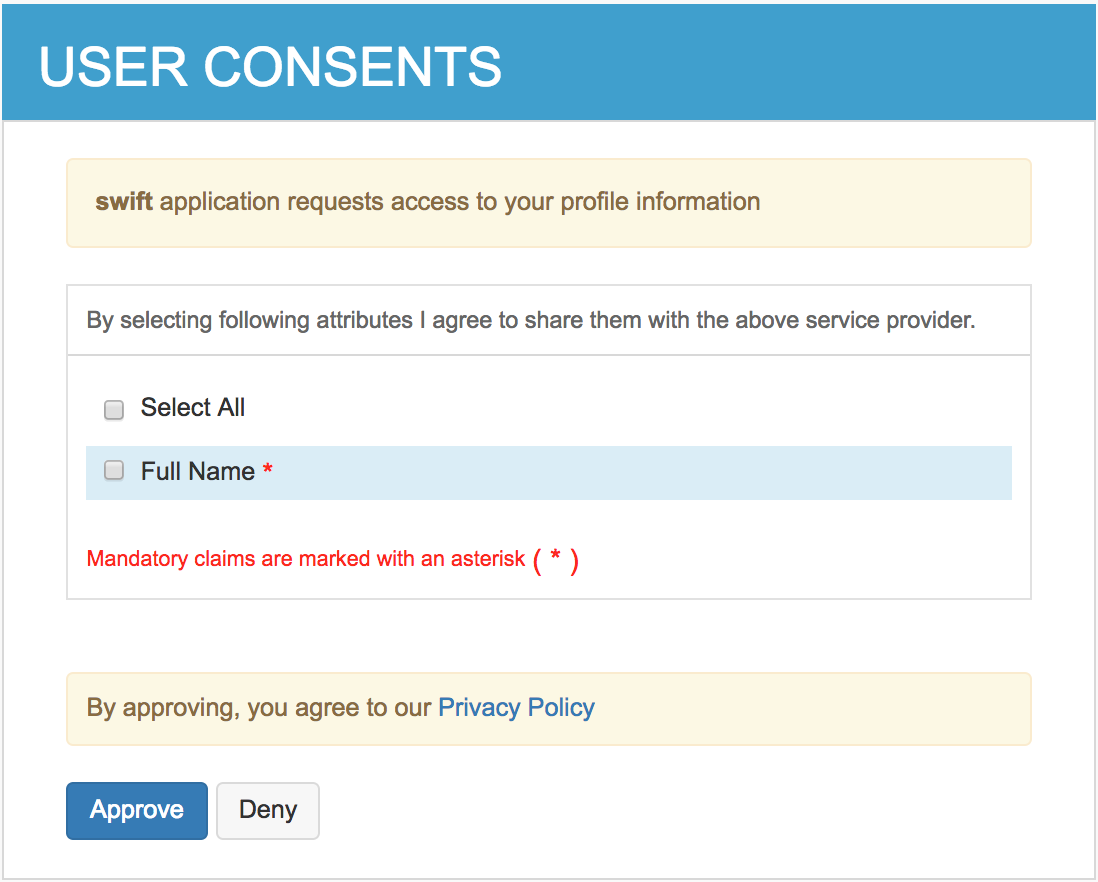 USER CONSENTS
swift application requests access to your profile information
By selecting following attributes I agree to share them with the above service provider.
Select All
Full Name *
Mandatory claims are marked with an asterisk ( * )
By approving, you agree to our Privacy Policy
Approve Deny